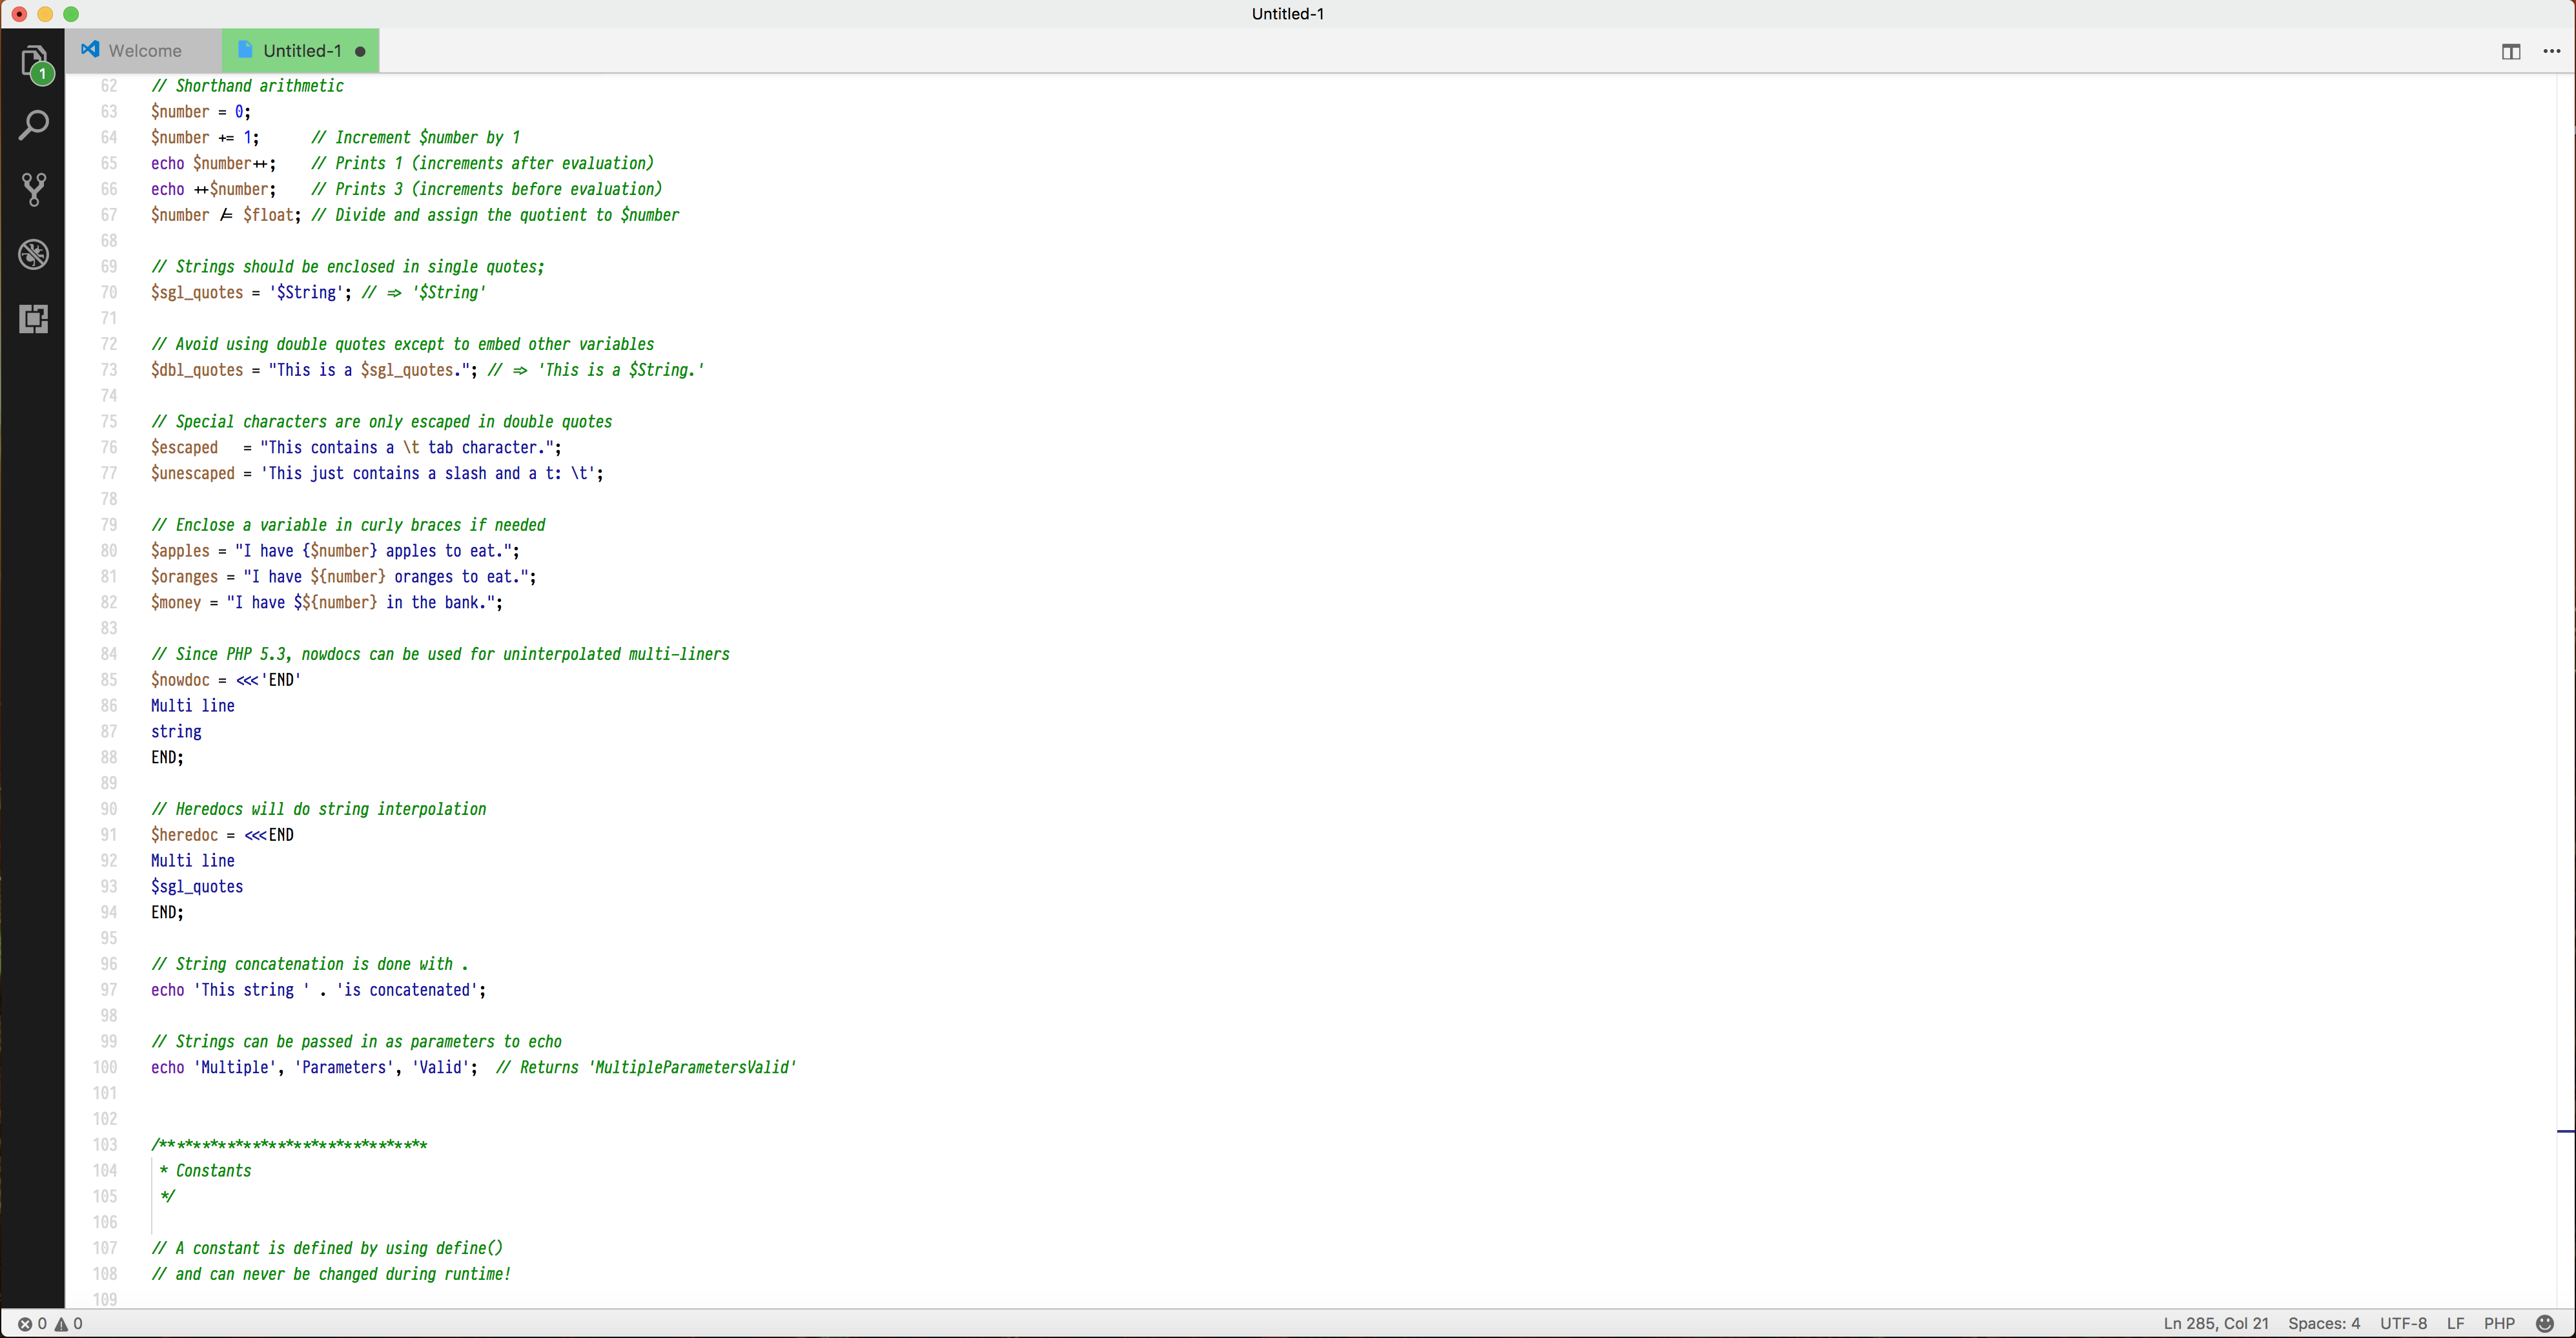 Untitled-1
Welcome
Untitled-1
1
62 // Shorthand arithmetic
63 $number = 0;
64 $number += 1; // Increment $number by 1
65 echo $number++; // Prints 1 (increments after evaluation)
66 echo ++$number; // Prints 3 (increments before evaluation)
67 $number /= $float; // Divide and assign the quotient to $number
68
69 // Strings should be enclosed in single quotes;
70 $sgl_quotes = '$String'; // => '$String'
71
72 // Avoid using double quotes except to embed other variables
73 $dbl_quotes = "This is a $sgl_quotes."; // => 'This is a $String.'
74
75 // Special characters are only escaped in double quotes
76 $escaped   = "This contains a \t tab character.";
77 $unescaped = 'This just contains a slash and a t: \t';
78
79 // Enclose a variable in curly braces if needed
80 $apples = "I have {$number} apples to eat.";
81 $oranges = "I have ${number} oranges to eat.";
82 $money = "I have $${number} in the bank.";
83
84 // Since PHP 5.3, nowdocs can be used for uninterpolated multi-liners
85 $nowdoc = <<<'END'
86 Multi line
87 string
88 END;
89
90 // Heredocs will do string interpolation
91 $heredoc = <<<END
92 Multi line
93 $sgl_quotes
94 END;
95
96 // String concatenation is done with .
97 echo 'This string ' . 'is concatenated';
98
99 // Strings can be passed in as parameters to echo
100 echo 'Multiple', 'Parameters', 'Valid';  // Returns 'MultipleParametersValid'
101
102
103 /********************************
104 * Constants
105 */
106
107 // A constant is defined by using define()
108 // and can never be changed during runtime!
109
0 0
Ln 285, Col 21 Spaces: 4 UTF-8 LF PHP